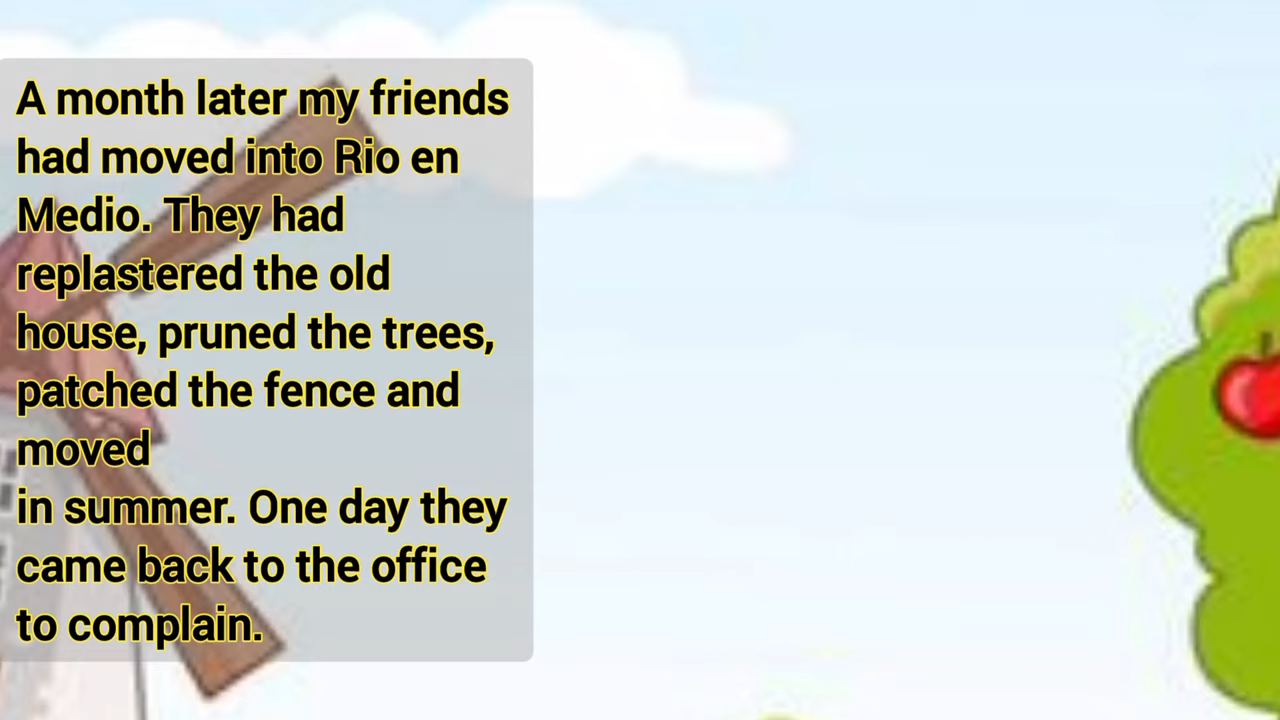 A month later my friends
had moved into Rio en
Medio. They had
replastered the old
house, pruned the trees,
patched the fence and
moved
in summer. One day they
came back to the office
to complain.